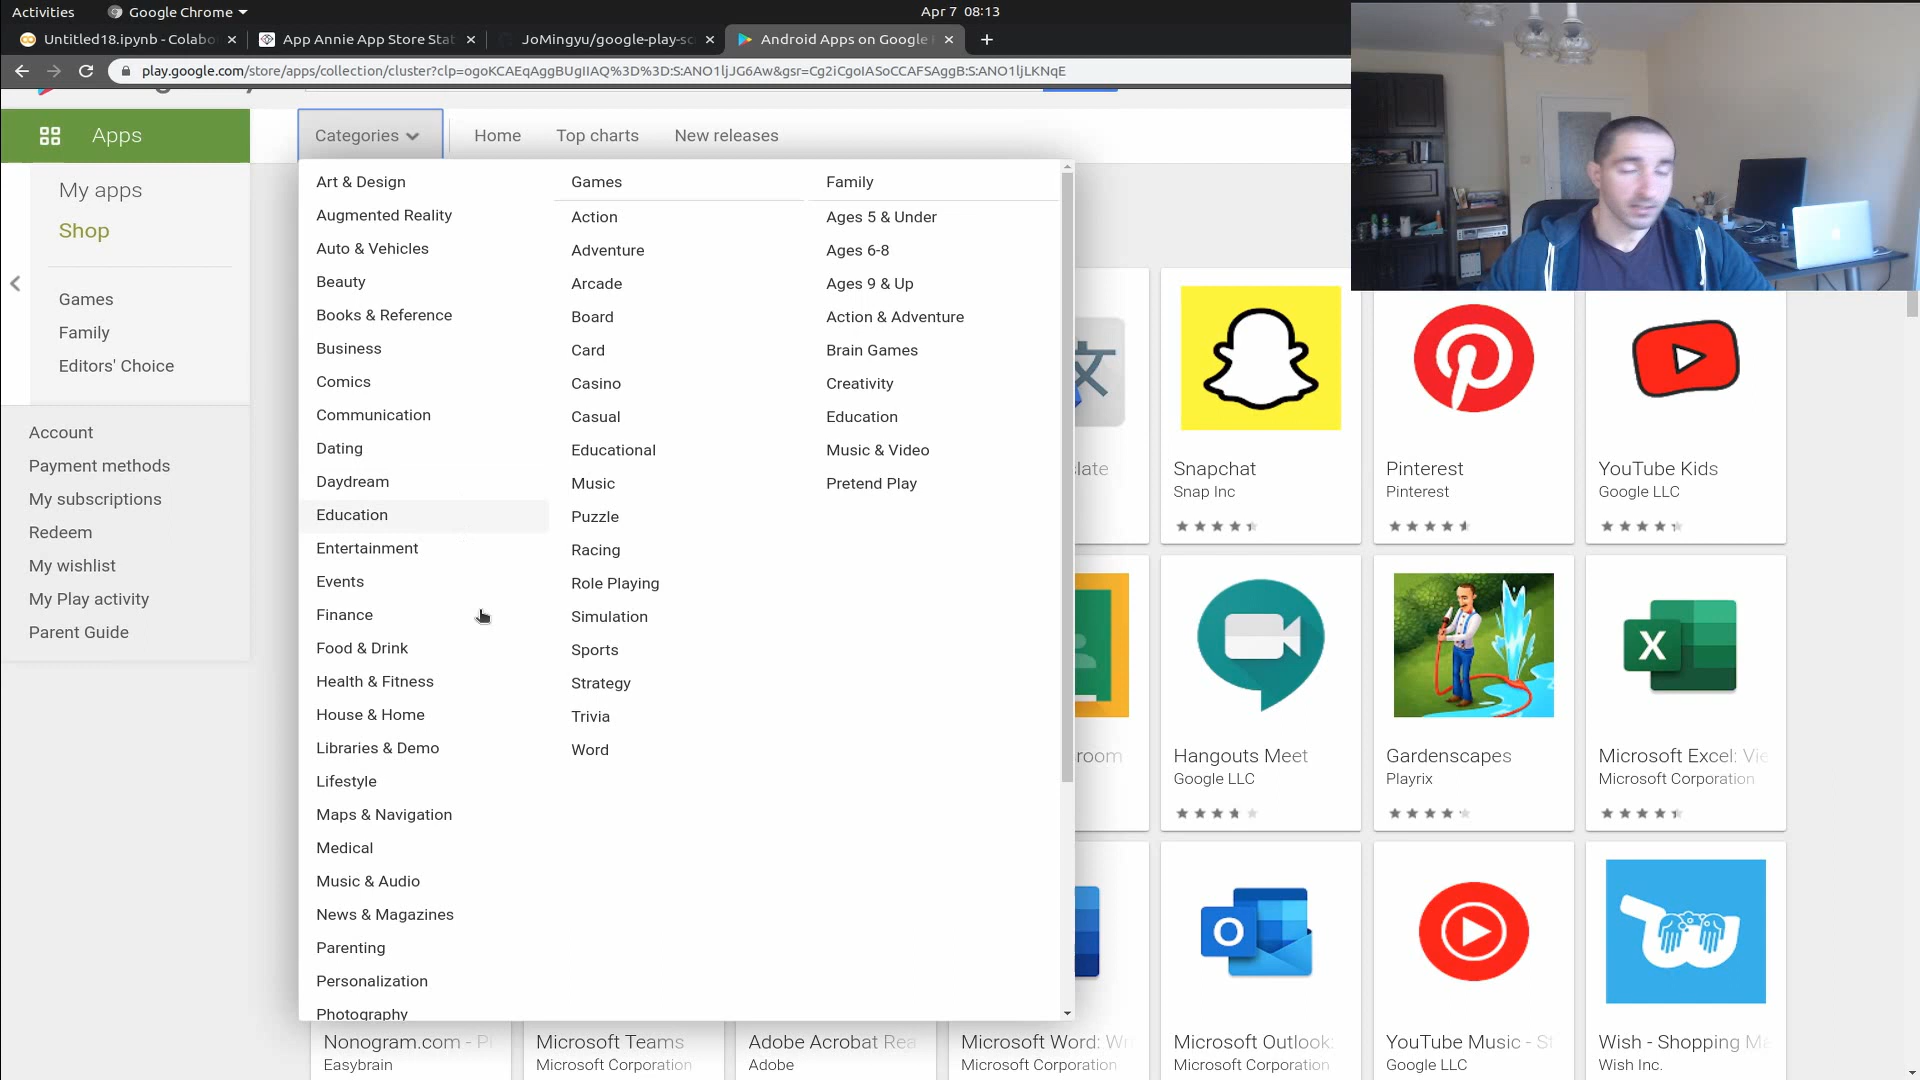 Activities
Google Chrome
Apr 7 08:13
Untitled18.ipynb - Colabo
App Annie App Store Stat
JoMingyu/google-play-sc
Android Apps on Google
play.google.com/store/apps/collection/cluster?clp=ogoKCAEqAggBUgIIAQ%3D%3D:S:ANO1ljJG6Aw&gsr=Cg2iCgoIASoCCAFSAggB:S:ANO1ljLKNqE
Apps
Categories
Home
Top charts
New releases
My apps
Shop
Games
Family
Editors' Choice
Account
Payment methods
My subscriptions
Redeem
My wishlist
My Play activity
Parent Guide
Art & Design
Augmented Reality
Auto & Vehicles
Beauty
Books & Reference
Business
Comics
Communication
Dating
Daydream
Education
Entertainment
Events
Finance
Food & Drink
Health & Fitness
House & Home
Libraries & Demo
Lifestyle
Maps & Navigation
Medical
Music & Audio
News & Magazines
Parenting
Personalization
Photography
Games
Action
Adventure
Arcade
Board
Card
Casino
Casual
Educational
Music
Puzzle
Racing
Role Playing
Simulation
Sports
Strategy
Trivia
Word
Family
Ages 5 & Under
Ages 6-8
Ages 9 & Up
Action & Adventure
Brain Games
Creativity
Education
Music & Video
Pretend Play
slate
Snapchat
Snap Inc
Pinterest
Pinterest
YouTube Kids
Google LLC
room
Hangouts Meet
Google LLC
Gardenscapes
Playrix
X
Microsoft Excel: Vie
Microsoft Corporation
Nonogram.com - P
Easybrain
Microsoft Teams
Microsoft Corporation
Adobe Acrobat Rea
Adobe
Microsoft Word: Wr
Microsoft Corporation
O
Microsoft Outlook:
Microsoft Corporation
YouTube Music - St
Google LLC
Wish - Shopping Ma
Wish Inc.